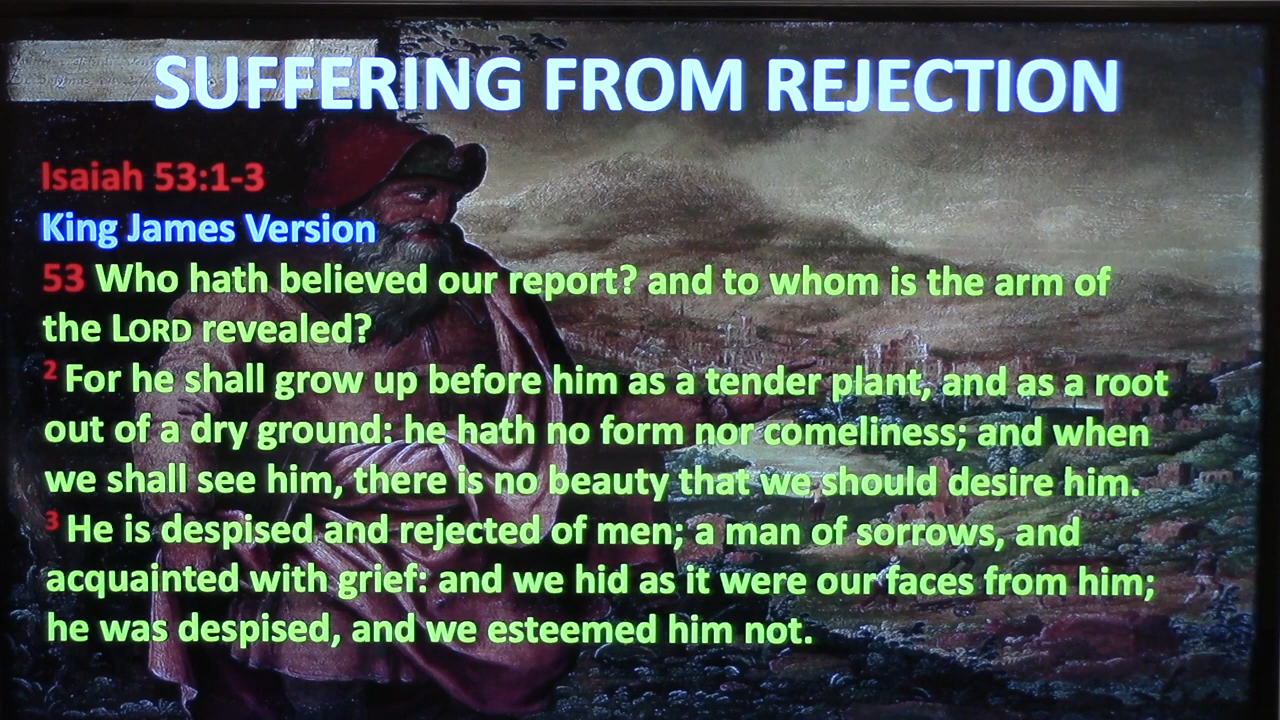 SUFFERING FROM REJECTION
Isaiah 53:1-3
King James Version
53 Who hath believed our report? and to whom is the arm of
the LORD revealed?
2 For he shall grow up before him as a tender plant, and as a root
out of a dry ground: he hath no form nor comeliness; and when
we shall see him, there is no beauty that we should desire him.
3 He is despised and rejected of men; a man of sorrows, and
acquainted with grief: and we hid as it were our faces from him;
he was despised, and we esteemed him not.